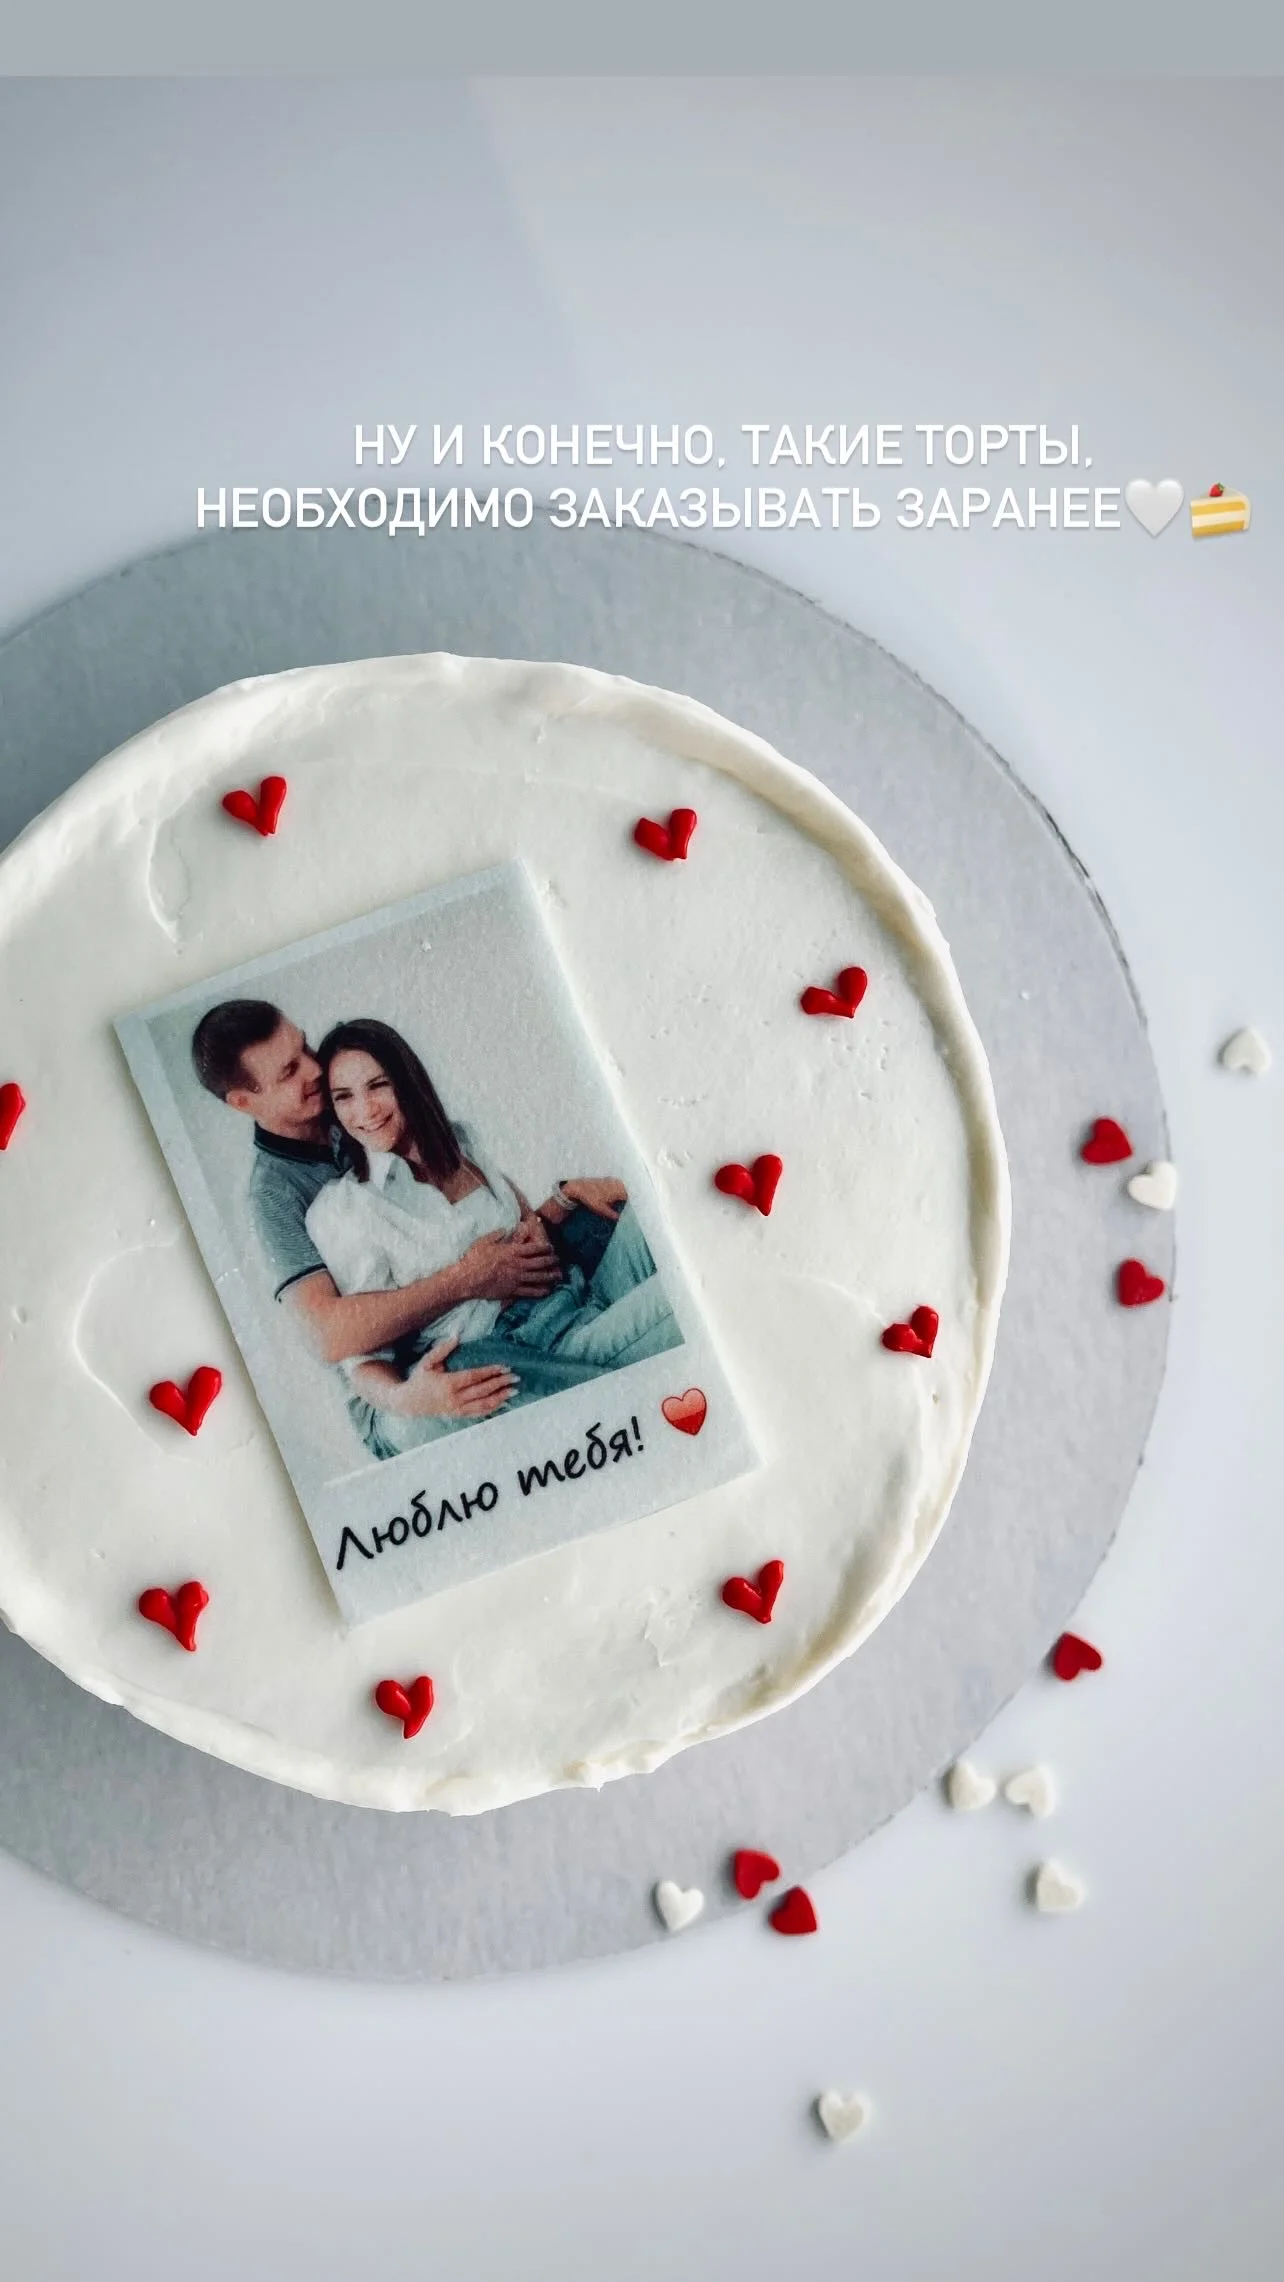 НУ И КОНЕЧНО, ТАКИЕ ТОРТЫ,
НЕОБХОДИМО ЗАКАЗЫВАТЬ ЗАРАНЕЕ🤍🍰
Люблю тебя! ❤️